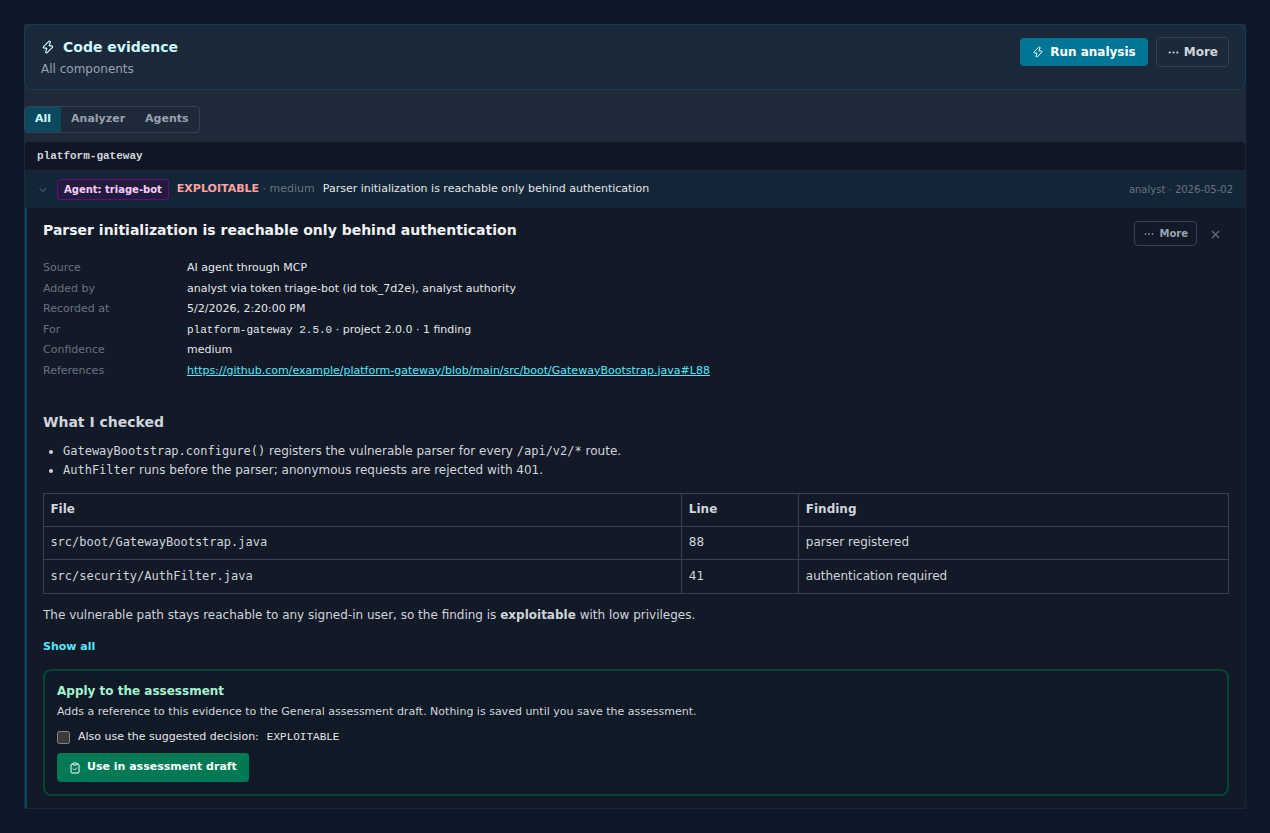 Code evidence
All components
Run analysis
··· More
All Analyzer Agents
platform-gateway
Agent: triage-bot EXPLOITABLE · medium Parser initialization is reachable only behind authentication analyst · 2026-05-02
Parser initialization is reachable only behind authentication
··· More ×
Source AI agent through MCP
Added by analyst via token triage-bot (id tok_7d2e), analyst authority
Recorded at 5/2/2026, 2:20:00 PM
For platform-gateway 2.5.0 · project 2.0.0 · 1 finding
Confidence medium
References https://github.com/example/platform-gateway/blob/main/src/boot/GatewayBootstrap.java#L88
What I checked
• GatewayBootstrap.configure() registers the vulnerable parser for every /api/v2/* route.
• AuthFilter runs before the parser; anonymous requests are rejected with 401.
File Line Finding
src/boot/GatewayBootstrap.java 88 parser registered
src/security/AuthFilter.java 41 authentication required
The vulnerable path stays reachable to any signed-in user, so the finding is exploitable with low privileges.
Show all
Apply to the assessment
Adds a reference to this evidence to the General assessment draft. Nothing is saved until you save the assessment.
Also use the suggested decision: EXPLOITABLE
Use in assessment draft